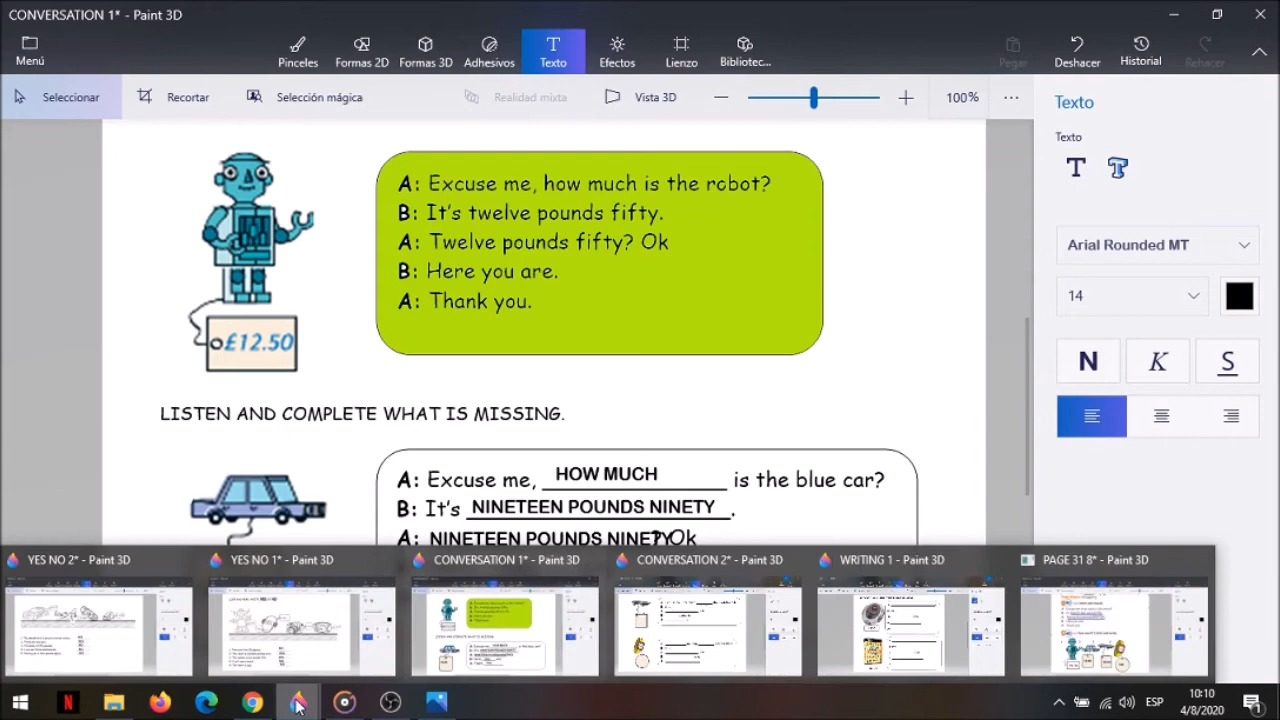 CONVERSATION 1* - Paint 3D
Menú
Pinceles
Formas 2D
Formas 3D
Adhesivos
Texto
Efectos
Lienzo
Bibliotec...
Pegar
Deshacer
Historial
Rehacer
Seleccionar
Recortar
Selección mágica
Realidad mixta
Vista 3D
100%
Texto
Texto
Arial Rounded MT
14
N K S
A: Excuse me, how much is the robot?
B: It's twelve pounds fifty.
A: Twelve pounds fifty? Ok
B: Here you are.
A: Thank you.
£12.50
LISTEN AND COMPLETE WHAT IS MISSING.
A: Excuse me, HOW MUCH is the blue car?
B: It's NINETEEN POUNDS NINETY.
A: NINETEEN POUNDS NINETY? Ok
YES NO 2* - Paint 3D
YES NO 1* - Paint 3D
CONVERSATION 1* - Paint 3D
CONVERSATION 2* - Paint 3D
WRITING 1 - Paint 3D
PAGE 31 8* - Paint 3D
ESP
10:10
4/8/2020